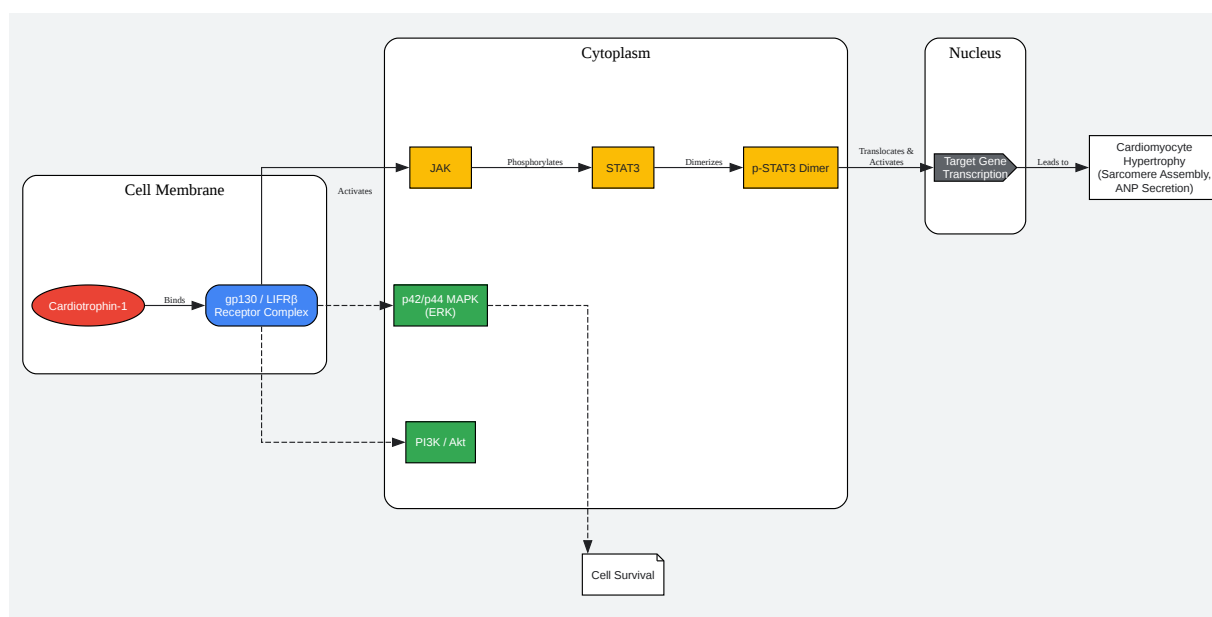 Cytoplasm
Nucleus
Cell Membrane
JAK
Phosphorylates
STAT3
Dimerizes
p-STAT3 Dimer
Translocates &
Activates
Target Gene
Transcription
Leads to
Cardiomyocyte
Hypertrophy
(Sarcomere Assembly,
ANP Secretion)
Activates
Cardiotrophin-1
Binds
gp130 / LIFRβ
Receptor Complex
p42/p44 MAPK
(ERK)
PI3K / Akt
Cell Survival